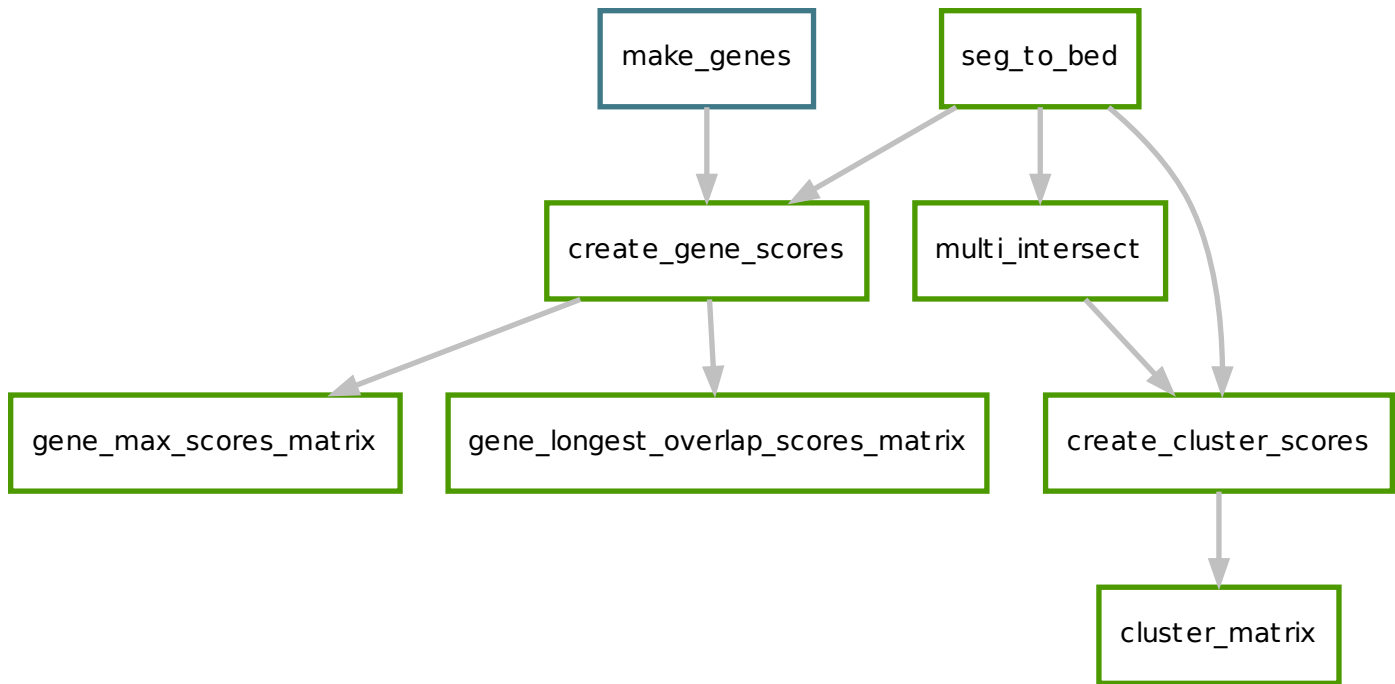 make_genes
seg_to_bed
create_gene_scores
multi_intersect
gene_max_scores_matrix
gene_longest_overlap_scores_matrix
create_cluster_scores
cluster_matrix